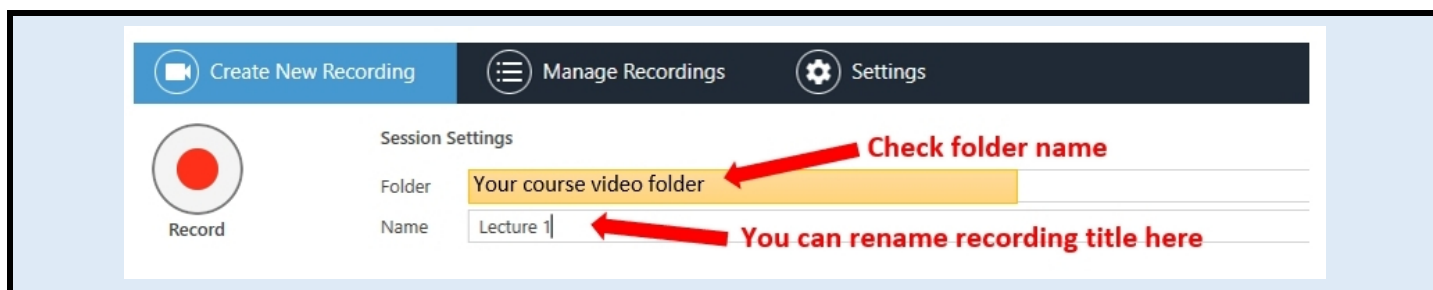 Create New Recording Manage Recordings Settings
Session Settings
Check folder name
Folder Your course video folder
Record Name Lecture 1
You can rename recording title here